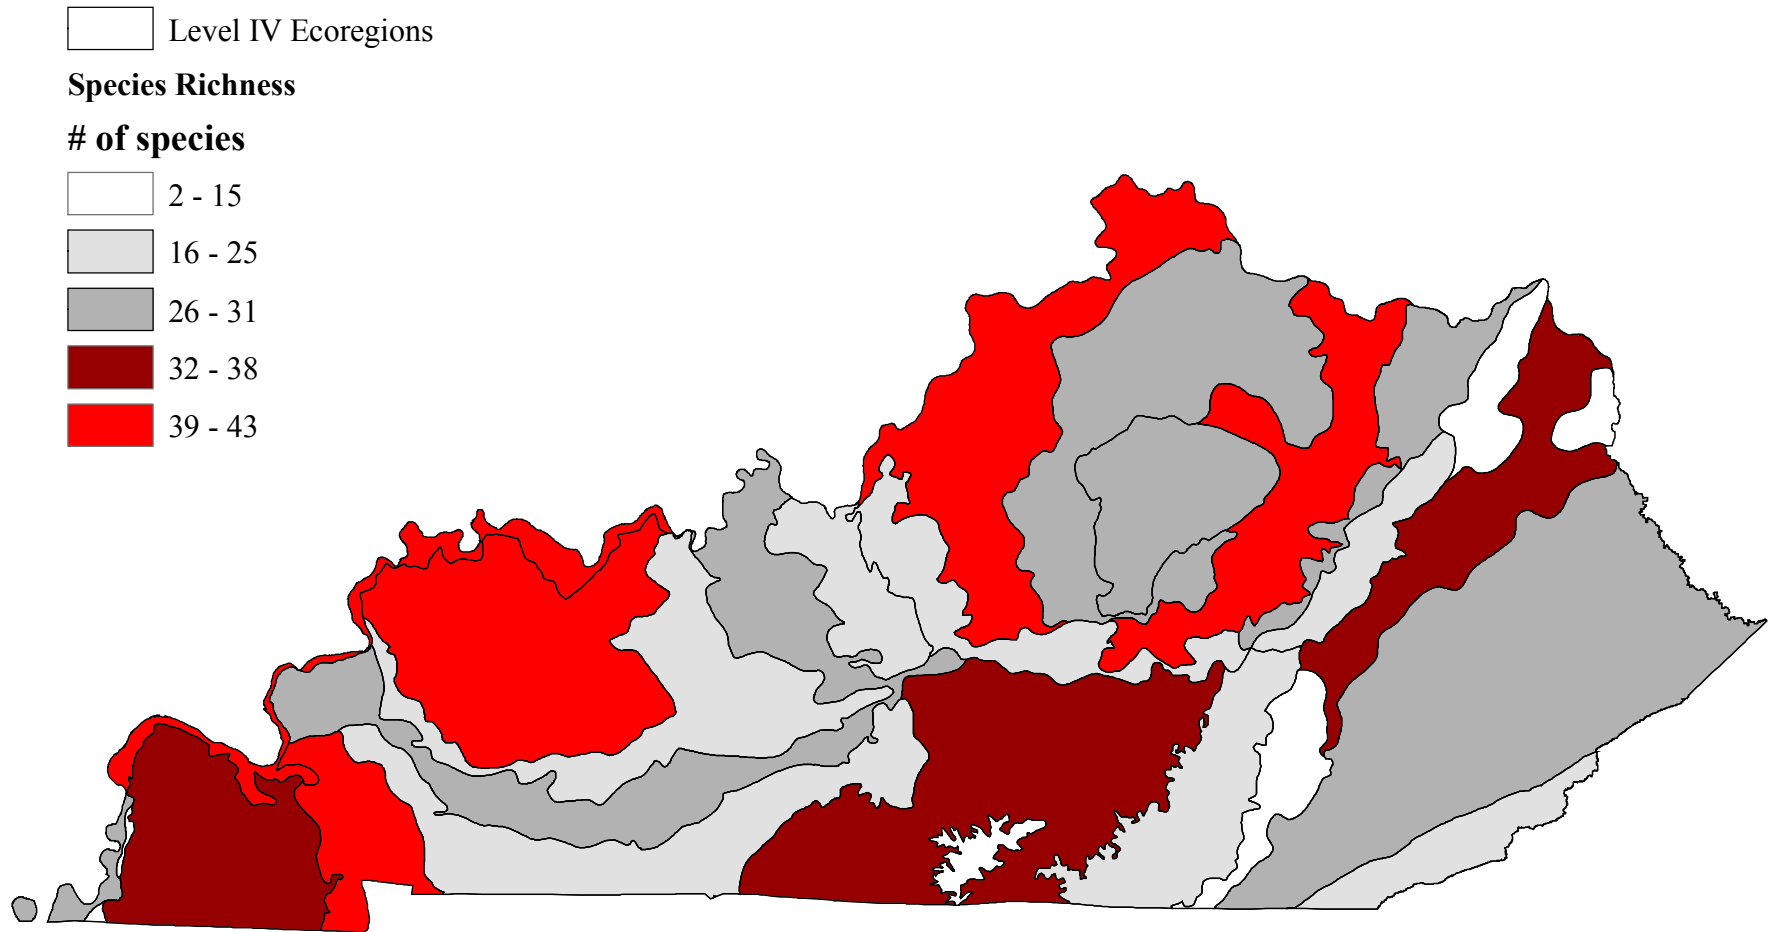 Level IV Ecoregions
Species Richness
# of species
2 - 15
16 - 25
26 - 31
32 - 38
39 - 43